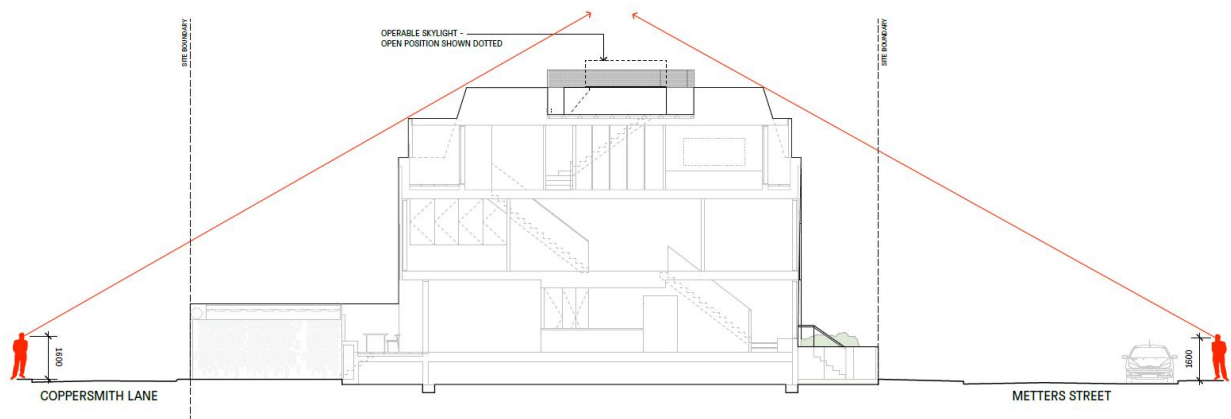 SITE BOUNDARY
OPERABLE SKYLIGHT -
OPEN POSITION SHOWN DOTTED
SITE BOUNDARY
1600
1600
COPPERSMITH LANE
METTERS STREET